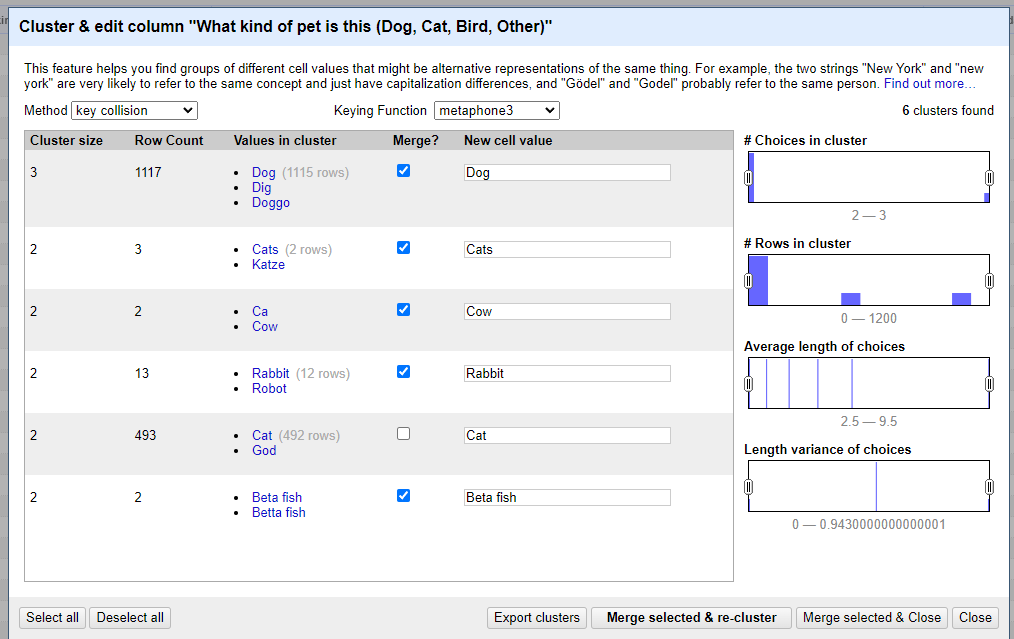 Cluster & edit column "What kind of pet is this (Dog, Cat, Bird, Other)"
This feature helps you find groups of different cell values that might be alternative representations of the same thing. For example, the two strings "New York" and "new
york" are very likely to refer to the same concept and just have capitalization differences, and "Gödel" and "Godel" probably refer to the same person. Find out more…
Method key collision Keying Function metaphone3 6 clusters found
Cluster size Row Count Values in cluster Merge? New cell value
3 1117 Dog (1115 rows) Dog
Dig
Doggo
2 3 Cats (2 rows) Cats
Katze
2 2 Ca Cow
Cow
2 13 Rabbit (12 rows) Rabbit
Robot
2 493 Cat (492 rows) Cat
God
2 2 Beta fish Beta fish
Betta fish
# Choices in cluster
2 — 3
# Rows in cluster
0 — 1200
Average length of choices
2.5 — 9.5
Length variance of choices
0 — 0.9430000000000001
Select all Deselect all Export clusters Merge selected & re-cluster Merge selected & Close Close